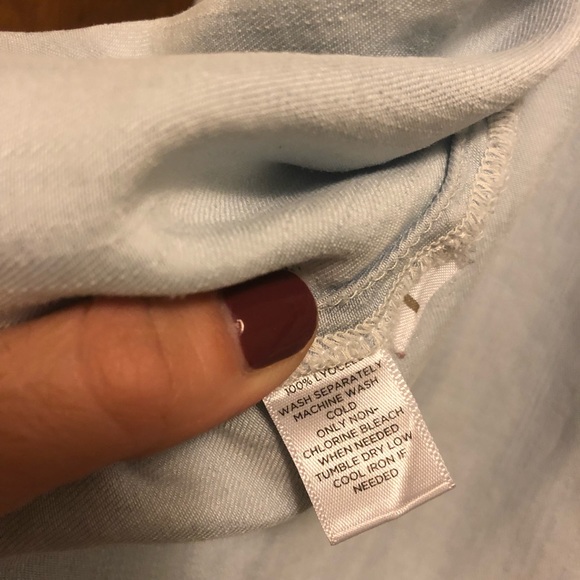 100% LYOCELL
WASH SEPARATELY
MACHINE WASH
COLD
ONLY NON-
CHLORINE BLEACH
WHEN NEEDED
TUMBLE DRY LOW
COOL IRON IF
NEEDED